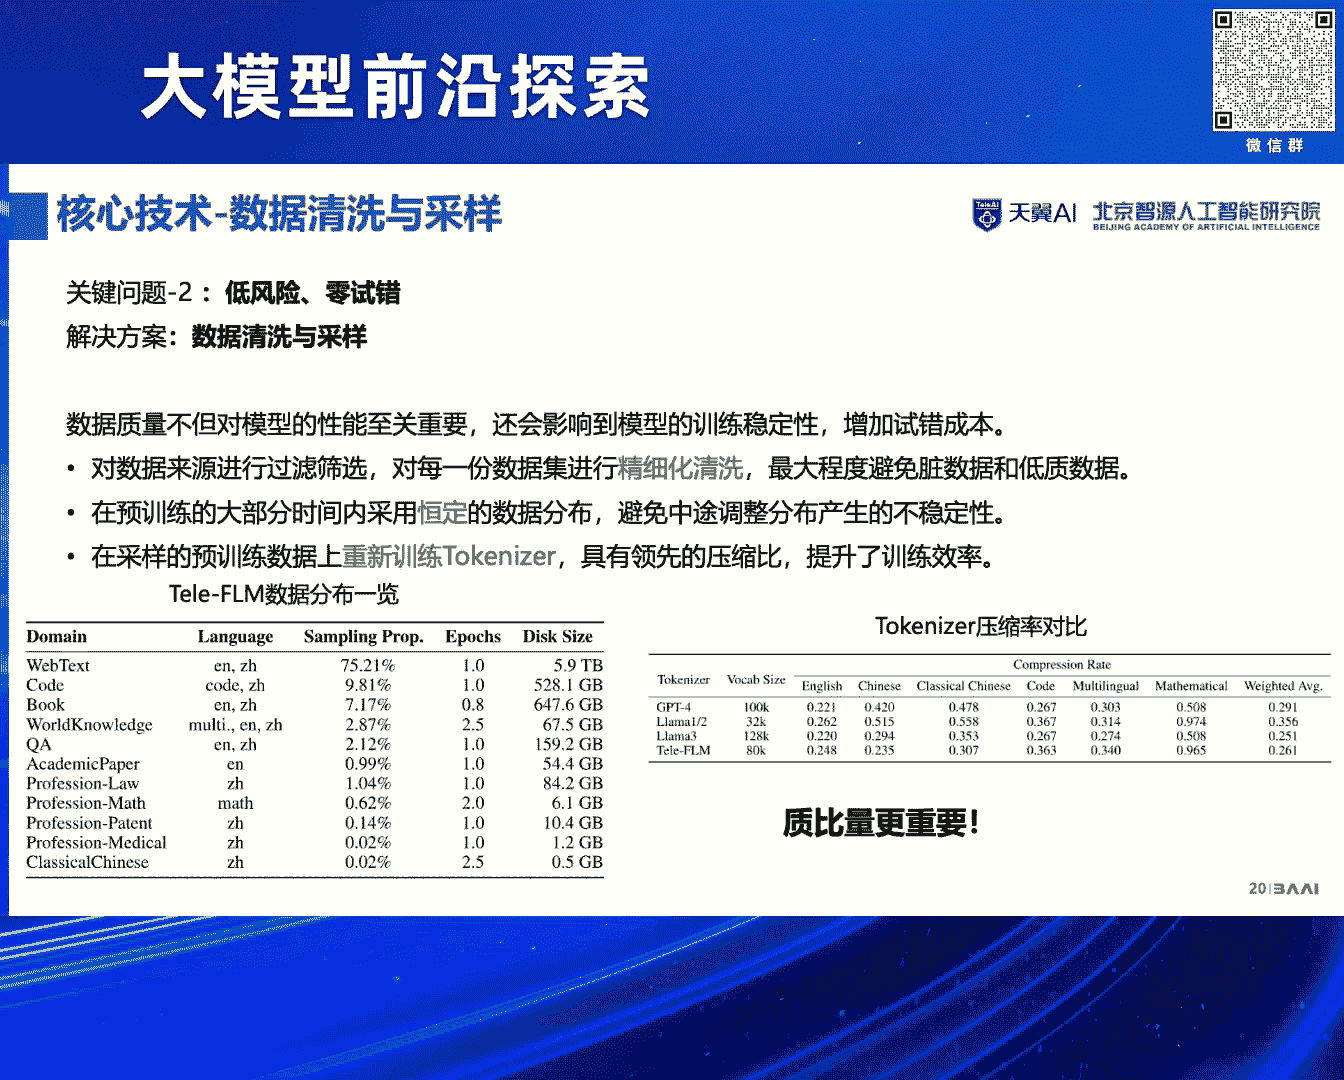 大模型前沿探索
微信群
核心技术-数据清洗与采样
TeleAI
天翼AI
北京智源人工智能研究院
BEIJING ACADEMY OF ARTIFICIAL INTELLIGENCE
关键问题-2 ：低风险、零试错
解决方案：数据清洗与采样
数据质量不但对模型的性能至关重要，还会影响到模型的训练稳定性，增加试错成本。
• 对数据来源进行过滤筛选，对每一份数据集进行精细化清洗，最大程度避免脏数据和低质数据。
• 在预训练的大部分时间内采用恒定的数据分布，避免中途调整分布产生的不稳定性。
• 在采样的预训练数据上重新训练Tokenizer，具有领先的压缩比，提升了训练效率。
Tele-FLM数据分布一览
Domain Language Sampling Prop. Epochs Disk Size
WebText en, zh 75.21% 1.0 5.9 TB
Code code, zh 9.81% 1.0 528.1 GB
Book en, zh 7.17% 0.8 647.6 GB
WorldKnowledge multi., en, zh 2.87% 2.5 67.5 GB
QA en, zh 2.12% 1.0 159.2 GB
AcademicPaper en 0.99% 1.0 54.4 GB
Profession-Law zh 1.04% 1.0 84.2 GB
Profession-Math math 0.62% 2.0 6.1 GB
Profession-Patent zh 0.14% 1.0 10.4 GB
Profession-Medical zh 0.02% 1.0 1.2 GB
ClassicalChinese zh 0.02% 2.5 0.5 GB
Tokenizer压缩率对比
Compression Rate
Tokenizer Vocab Size English Chinese Classical Chinese Code Multilingual Mathematical Weighted Avg.
GPT-4 100k 0.221 0.420 0.478 0.267 0.303 0.508 0.291
Llama1/2 32k 0.262 0.515 0.558 0.367 0.314 0.974 0.356
Llama3 128k 0.220 0.294 0.353 0.267 0.274 0.508 0.251
Tele-FLM 80k 0.248 0.235 0.307 0.363 0.340 0.965 0.261
质比量更重要！
20 BAAI